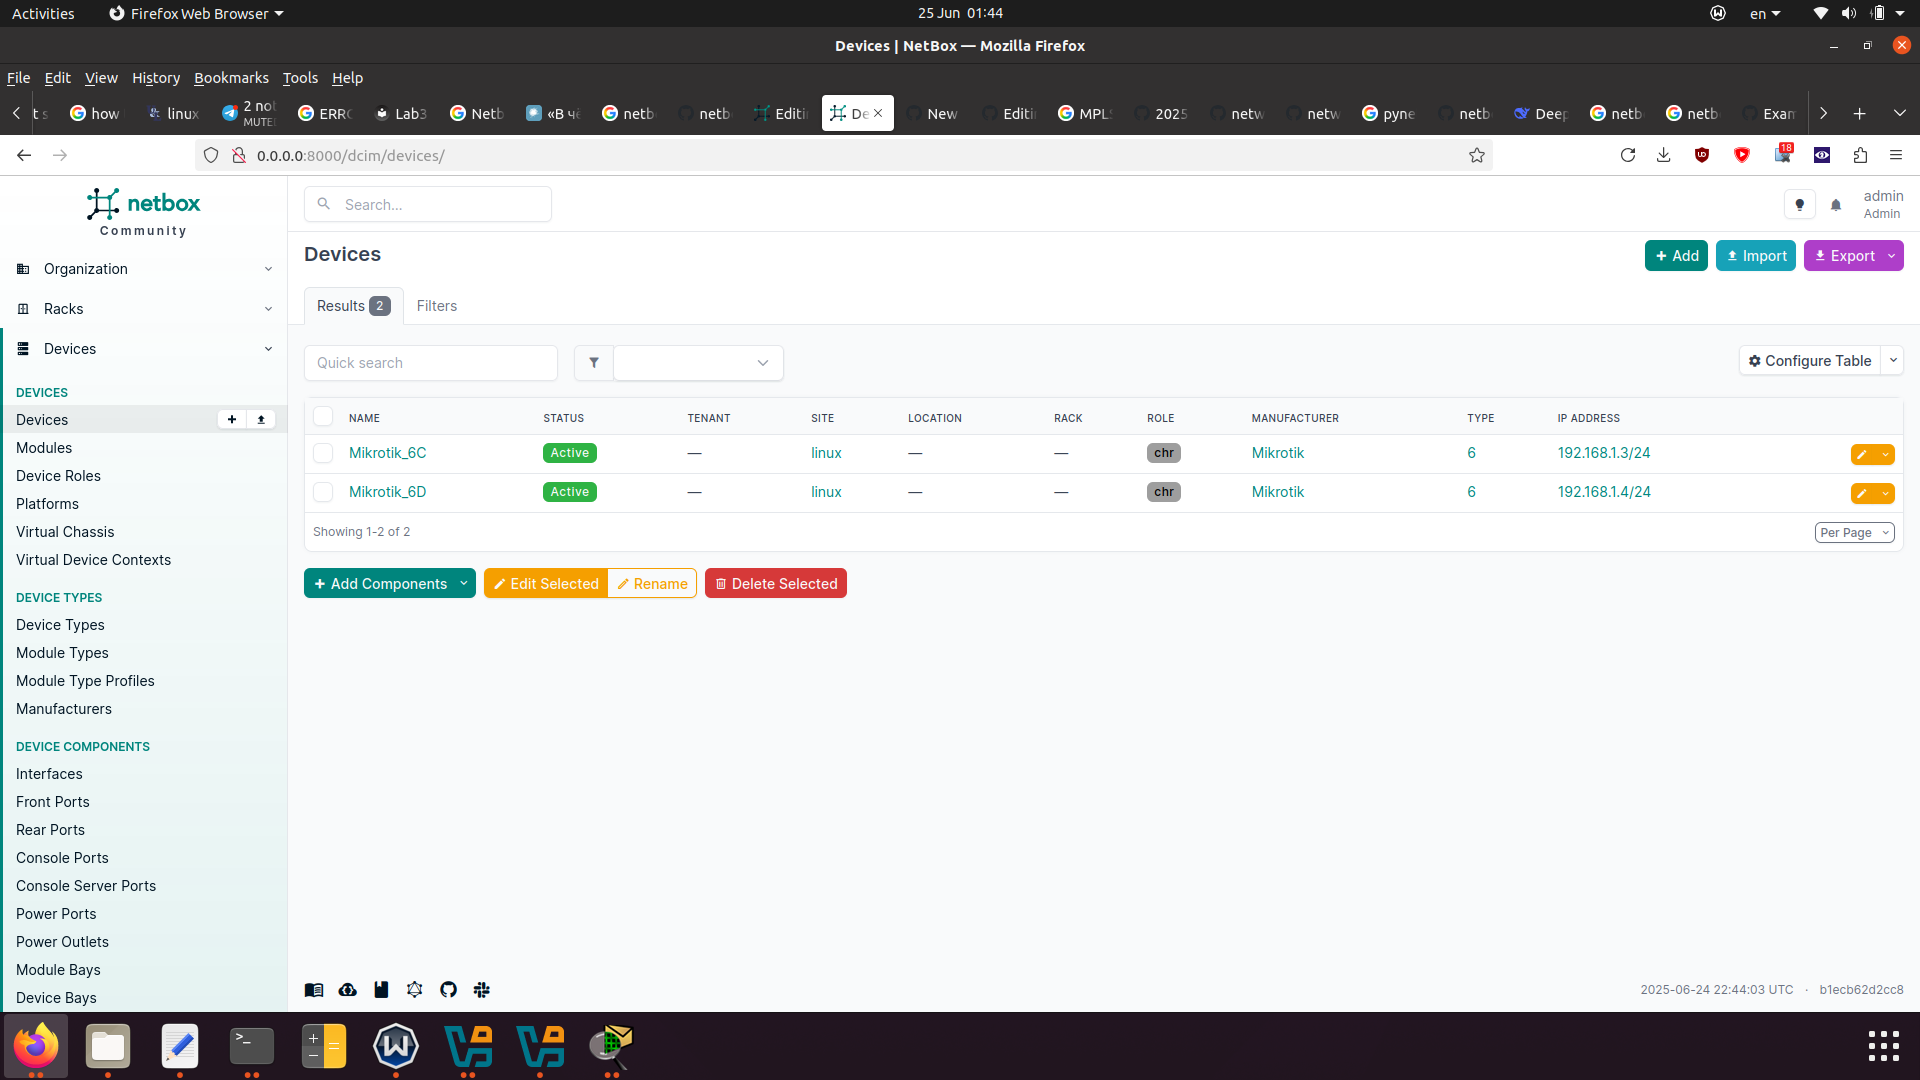 Activities
Firefox Web Browser
25 Jun 01:44
en
Devices | NetBox — Mozilla Firefox
File Edit View History Bookmarks Tools Help
t s
how
linux
2 not
MUTE
ERRO
Lab3
Netb
«В чё
netb
netb
Editi
De
New
Editi
MPLS
2025
netw
netw
pyne
netb
Deep
netb
netb
Exam
0.0.0.0:8000/dcim/devices/
18
netbox
Community
Search...
admin
Admin
Organization
Racks
Devices
DEVICES
Devices
Modules
Device Roles
Platforms
Virtual Chassis
Virtual Device Contexts
DEVICE TYPES
Device Types
Module Types
Module Type Profiles
Manufacturers
DEVICE COMPONENTS
Interfaces
Front Ports
Rear Ports
Console Ports
Console Server Ports
Power Ports
Power Outlets
Module Bays
Device Bays
Devices
+ Add
Import
Export
Results 2
Filters
Quick search
Configure Table
NAME STATUS TENANT SITE LOCATION RACK ROLE MANUFACTURER TYPE IP ADDRESS
Mikrotik_6C Active — linux — — chr Mikrotik 6 192.168.1.3/24
Mikrotik_6D Active — linux — — chr Mikrotik 6 192.168.1.4/24
Showing 1-2 of 2
Per Page
+ Add Components
Edit Selected
Rename
Delete Selected
2025-06-24 22:44:03 UTC · b1ecb62d2cc8